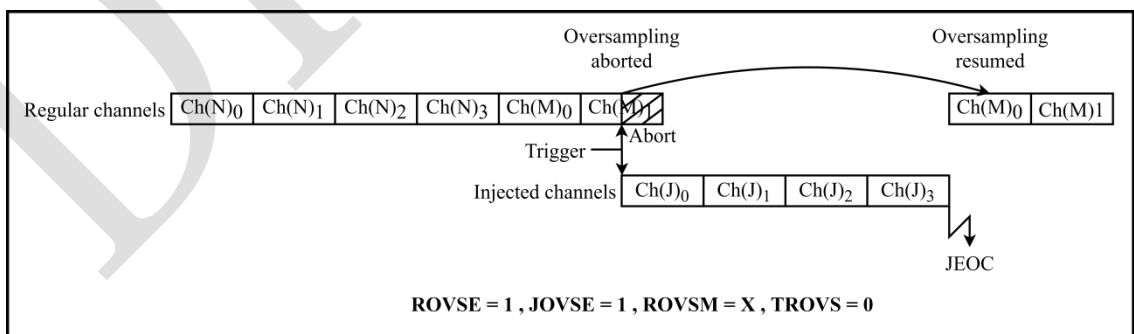 Oversampling aborted
Oversampling resumed
Regular channels Ch(N)0 Ch(N)1 Ch(N)2 Ch(N)3 Ch(M)0 Ch(M)1 Ch(M)0 Ch(M)1
Abort
Trigger
Injected channels Ch(J)0 Ch(J)1 Ch(J)2 Ch(J)3
JEOC
ROVSE = 1 , JOVSE = 1 , ROVSM = X , TROVS = 0